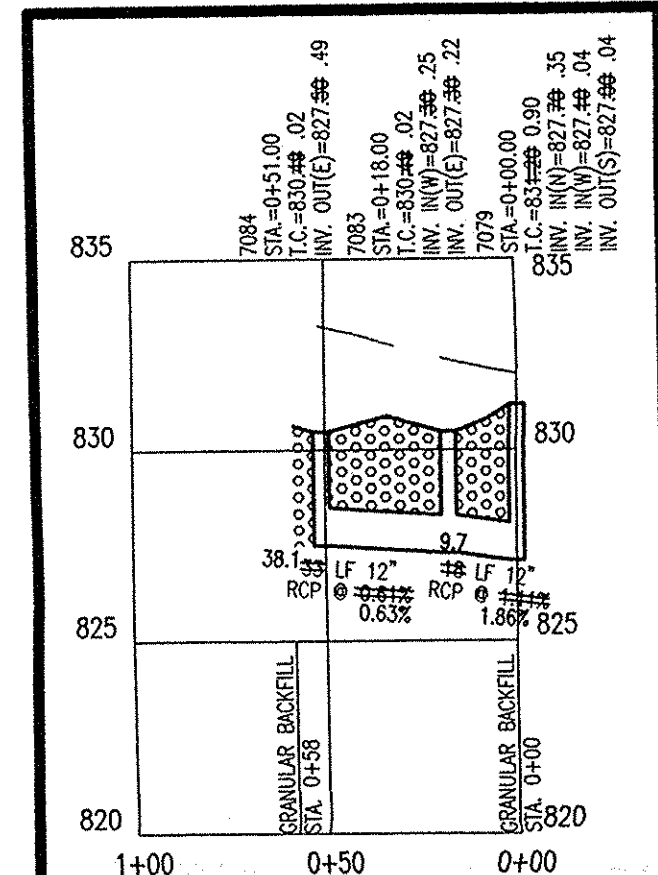 7084
STA.=0+51.00
T.C.=830. .02
INV. OUT(E)=827. .49
7083
STA.=0+18.00
T.C.=830. .02
INV. IN(W)=827. .25
INV. OUT(E)=827. .22
7079
STA.=0+00.00
T.C.=83 0.90
INV. IN(N)=827. .35
INV. IN(W)=827. .04
INV. OUT(S)=827. .04
835
835
830
830
38.1 33 LF 12"
RCP @ 0.61%
0.63%
9.7
18 LF 12"
RCP @
1.86%
825
825
GRANULAR BACKFILL
STA. 0+58
GRANULAR BACKFILL
STA. 0+00
820
820
1+00
0+50
0+00